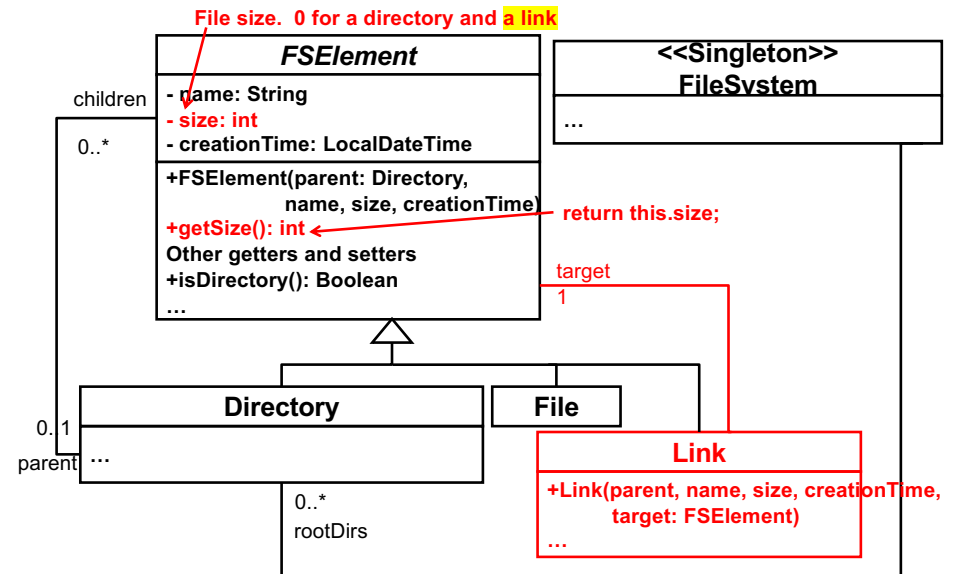 File size. 0 for a directory and a link
FSElement
- name: String
- size: int
- creationTime: LocalDateTime
+FSElement(parent: Directory,
name, size, creationTime)
+getSize(): int
Other getters and setters
+isDirectory(): Boolean
…
<<Singleton>>
FileSystem
…
children
0..*
return this.size;
target
1
Directory
…
File
0..1
parent
Link
+Link(parent, name, size, creationTime,
target: FSElement)
…
0..*
rootDirs